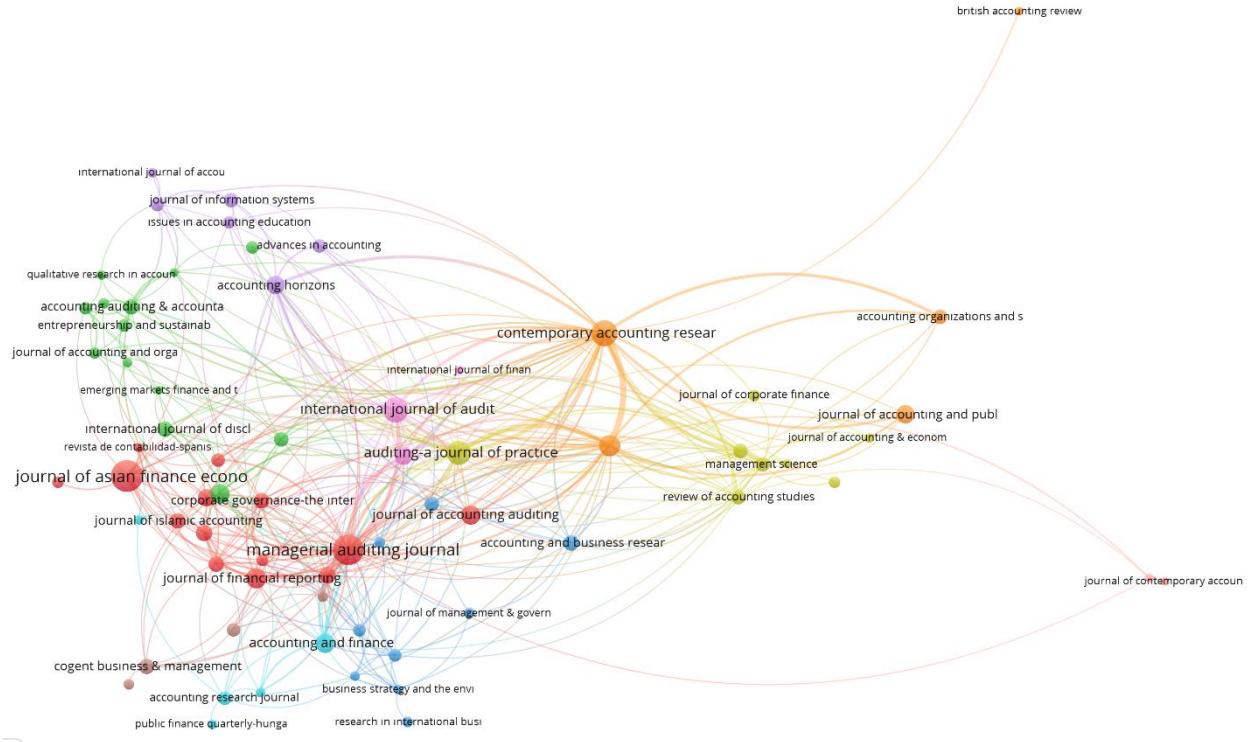 british accounting review
international journal of accou
journal of information systems
issues in accounting education
advances in accounting
qualitative research in accoun
accounting horizons
accounting auditing & accounta
accounting organizations and s
entrepreneurship and sustainab
contemporary accounting resear
journal of accounting and orga
international journal of finan
emerging markets finance and t
journal of corporate finance
international journal of audit
journal of accounting and publ
international journal of discl
journal of accounting & econom
revista de contabilidad-spanis
auditing-a journal of practice
management science
journal of asian finance econo
review of accounting studies
corporate governance-the inter
journal of islamic accounting
journal of accounting auditing
accounting and business resear
managerial auditing journal
journal of financial reporting
journal of contemporary accoun
journal of management & govern
accounting and finance
cogent business & management
business strategy and the envi
accounting research journal
public finance quarterly-hunga
research in international busi